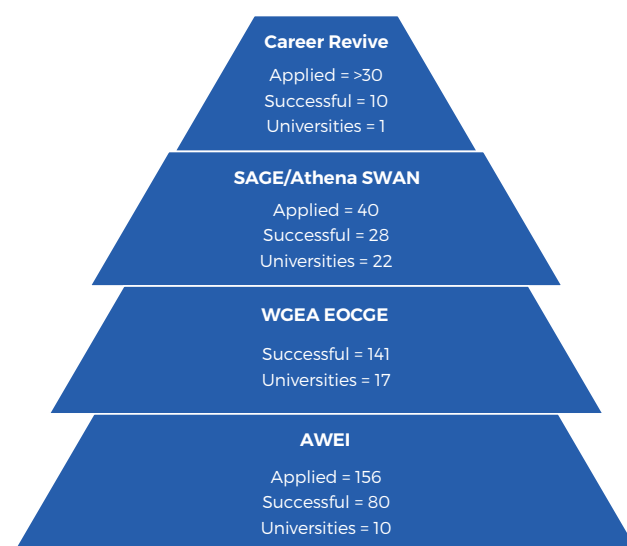 Career Revive
Applied = >30
Successful = 10
Universities = 1
SAGE/Athena SWAN
Applied = 40
Successful = 28
Universities = 22
WGEA EOCGE
Successful = 141
Universities = 17
AWEI
Applied = 156
Successful = 80
Universities = 10